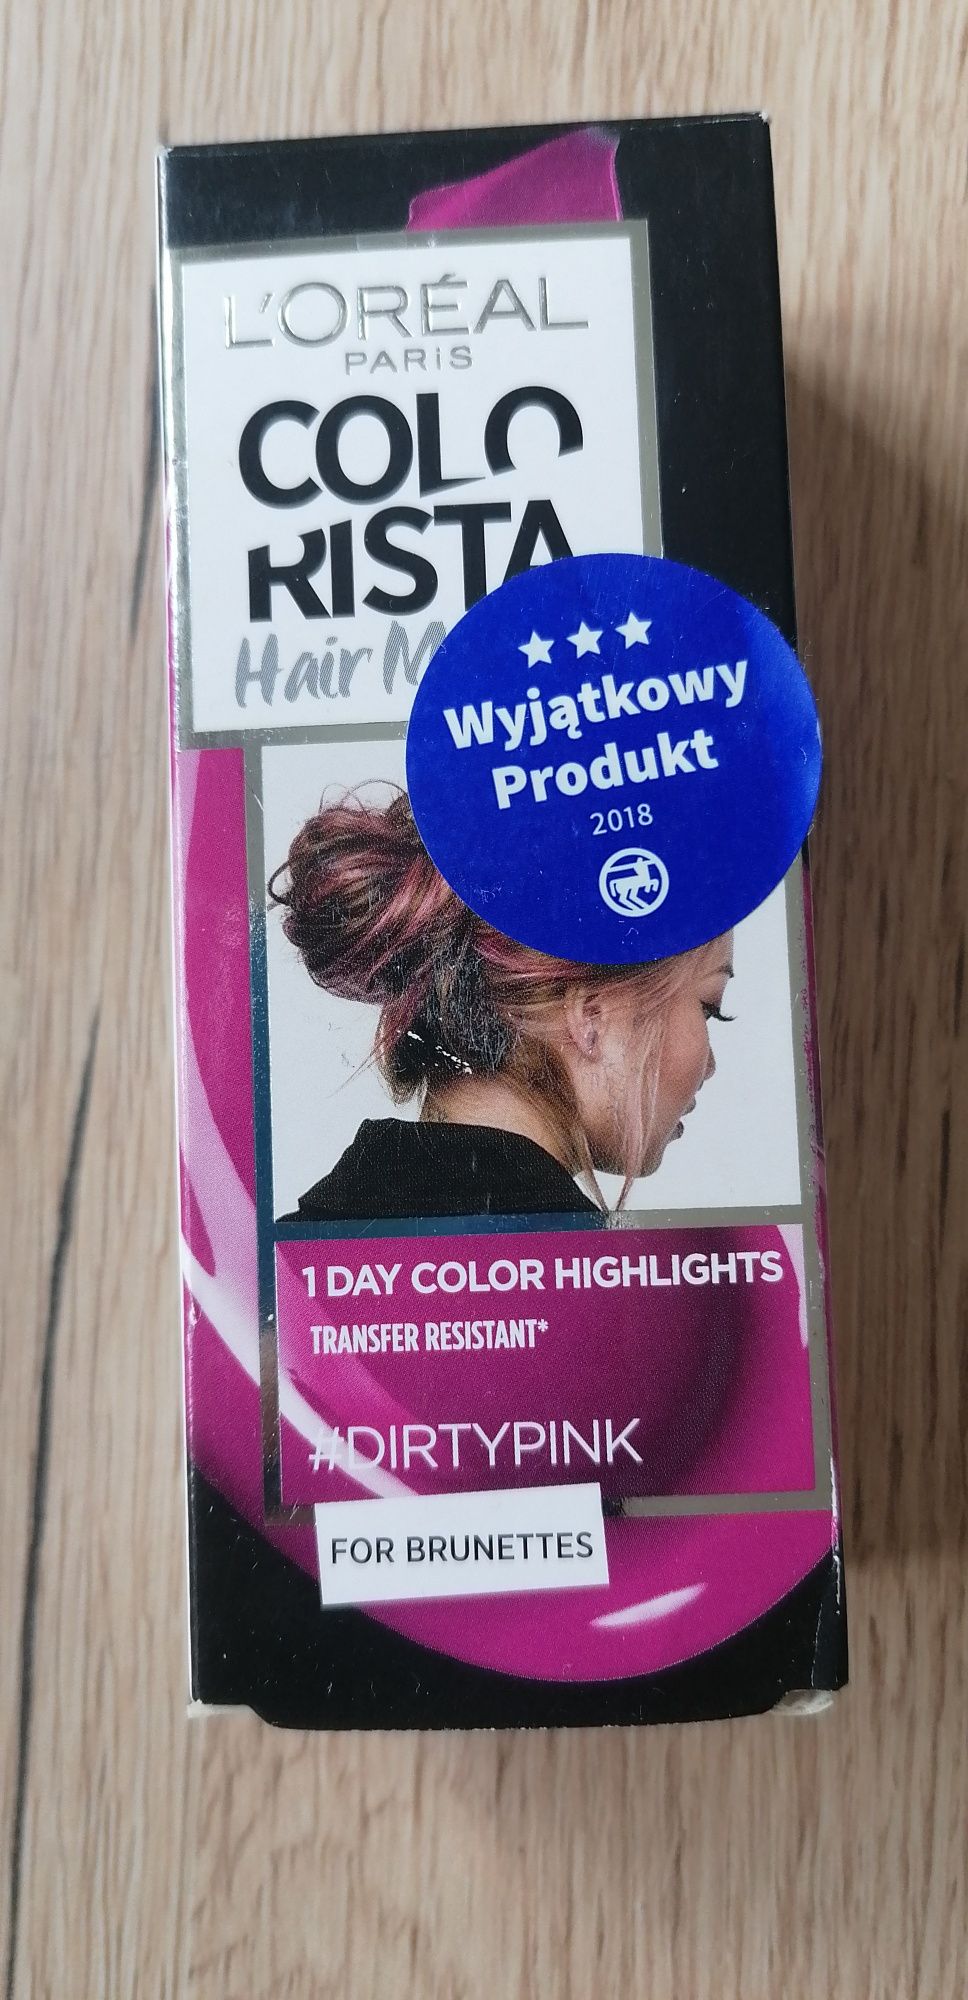 L'ORÉAL
PARIS
COLO
RISTA
Hair
Wyjątkowy
Produkt
2018
1 DAY COLOR HIGHLIGHTS
TRANSFER RESISTANT*
#DIRTYPINK
FOR BRUNETTES